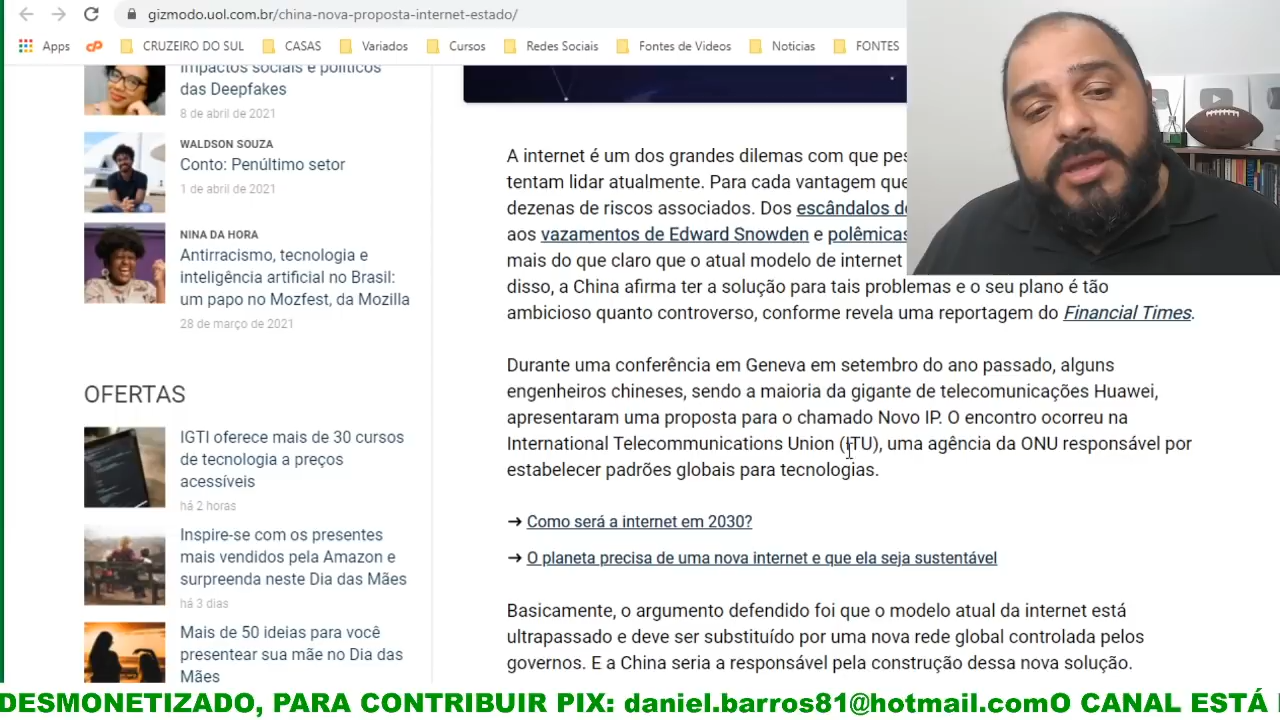 gizmodo.uol.com.br/china-nova-proposta-internet-estado/
Apps CRUZEIRO DO SUL CASAS Variados Cursos Redes Sociais Fontes de Videos Noticias FONTES
Impactos sociais e políticos
das Deepfakes
8 de abril de 2021
WALDSON SOUZA
Conto: Penúltimo setor
1 de abril de 2021
NINA DA HORA
Antirracismo, tecnologia e
inteligência artificial no Brasil:
um papo no Mozfest, da Mozilla
28 de março de 2021
OFERTAS
IGTI oferece mais de 30 cursos
de tecnologia a preços
acessíveis
há 2 horas
Inspire-se com os presentes
mais vendidos pela Amazon e
surpreenda neste Dia das Mães
há 3 dias
Mais de 50 ideias para você
presentear sua mãe no Dia das
Mães
A internet é um dos grandes dilemas com que
tentam lidar atualmente. Para cada vantagem que
dezenas de riscos associados. Dos escândalos
aos vazamentos de Edward Snowden e polêmicas
mais do que claro que o atual modelo de internet
disso, a China afirma ter a solução para tais problemas e o seu plano é tão
ambicioso quanto controverso, conforme revela uma reportagem do Financial Times.
Durante uma conferência em Geneva em setembro do ano passado, alguns
engenheiros chineses, sendo a maioria da gigante de telecomunicações Huawei,
apresentaram uma proposta para o chamado Novo IP. O encontro ocorreu na
International Telecommunications Union (ITU), uma agência da ONU responsável por
estabelecer padrões globais para tecnologias.
→ Como será a internet em 2030?
→ O planeta precisa de uma nova internet e que ela seja sustentável
Basicamente, o argumento defendido foi que o modelo atual da internet está
ultrapassado e deve ser substituído por uma nova rede global controlada pelos
governos. E a China seria a responsável pela construção dessa nova solução.
DESMONETIZADO, PARA CONTRIBUIR PIX: daniel.barros81@hotmail.comO CANAL ESTÁ